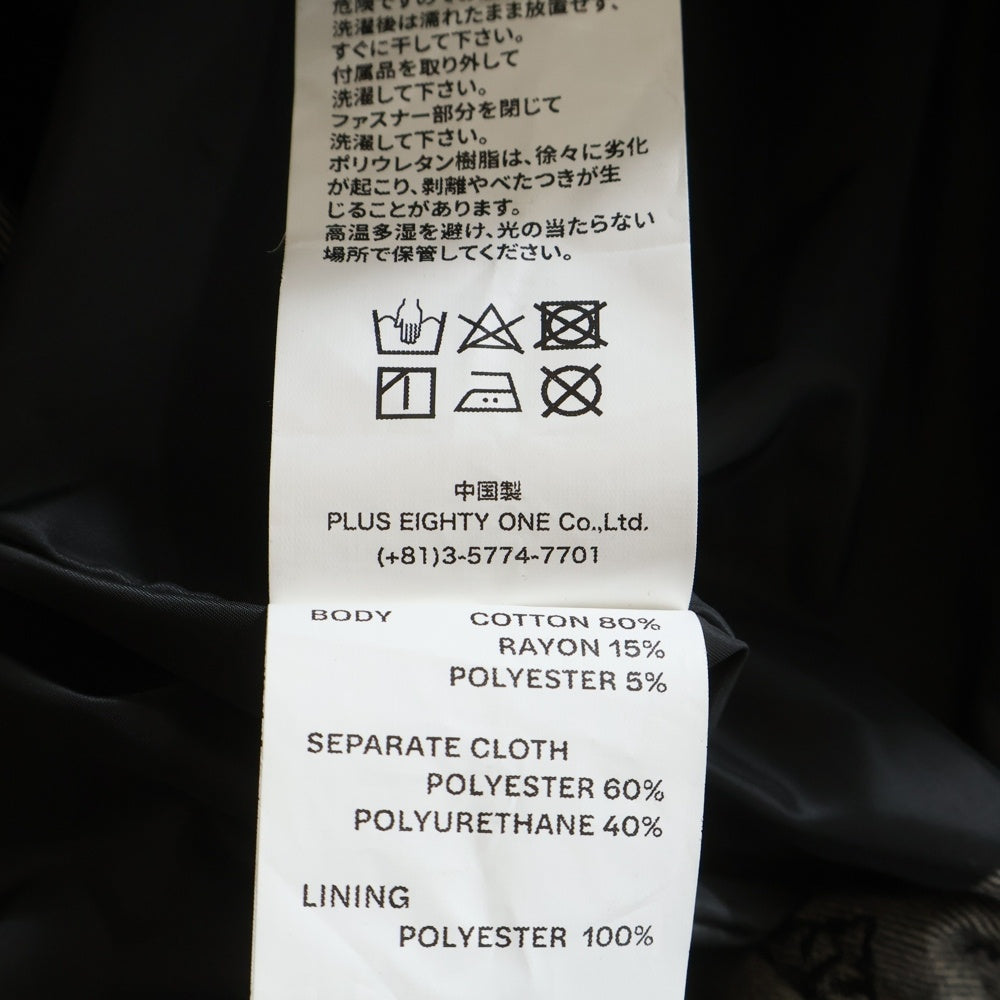 危険ですので
洗濯後は濡れたまま放置せず、
すぐに干して下さい。
付属品を取り外して
洗濯して下さい。
ファスナー部分を閉じて
洗濯して下さい。
ポリウレタン樹脂は、徐々に劣化
が起こり、剥離やべたつきが生
じることがあります。
高温多湿を避け、光の当たらない
場所で保管してください。
中国製
PLUS EIGHTY ONE Co.,Ltd.
(+81)3-5774-7701
BODY COTTON 80%
RAYON 15%
POLYESTER 5%
SEPARATE CLOTH
POLYESTER 60%
POLYURETHANE 40%
LINING
POLYESTER 100%